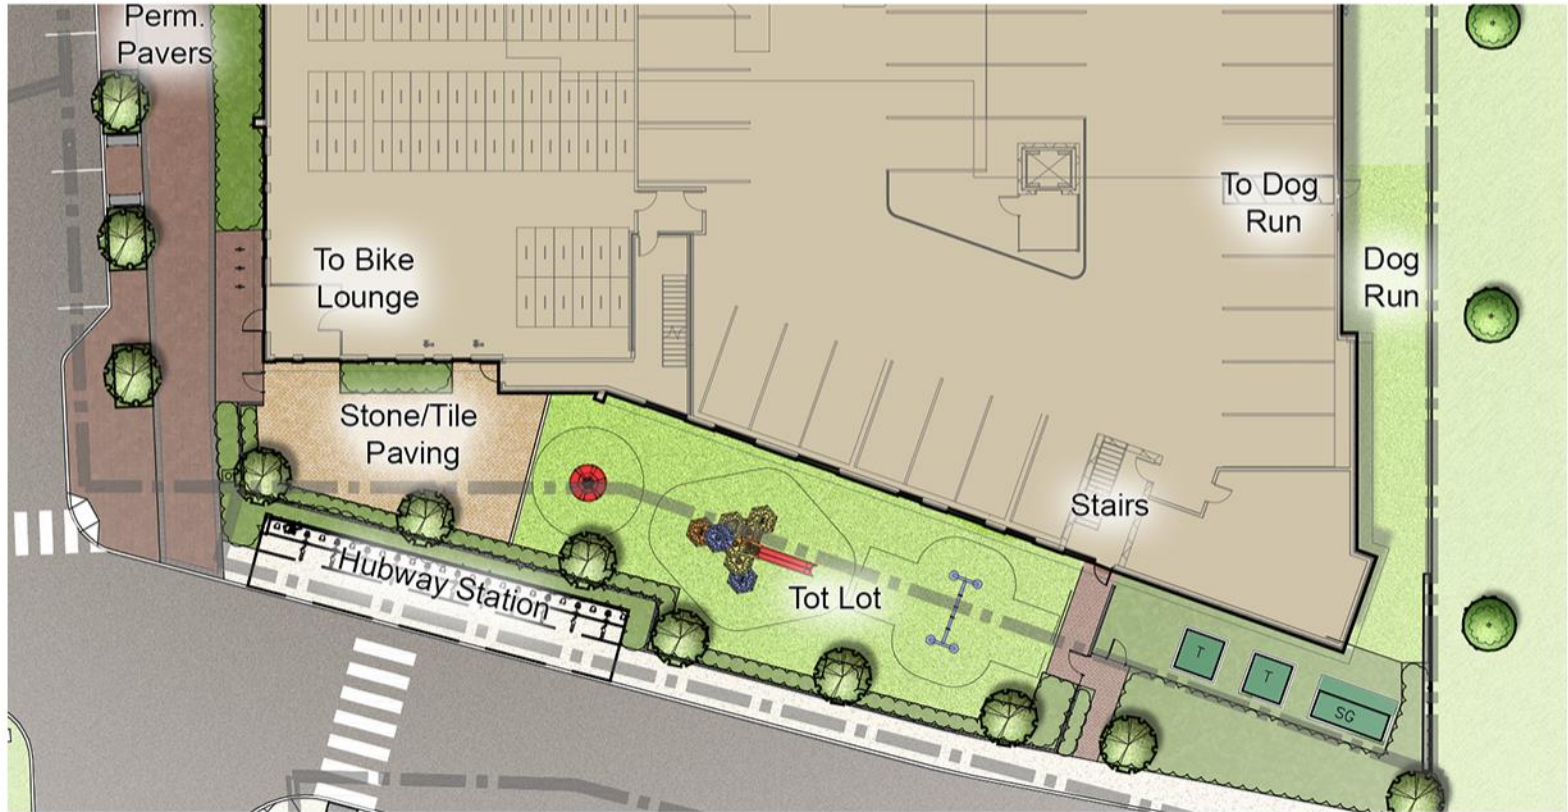 Perm.
Pavers
To Dog
Run
To Bike
Lounge
Dog
Run
Stone/Tile
Paving
Stairs
Hubway Station
Tot Lot
T
T
SG